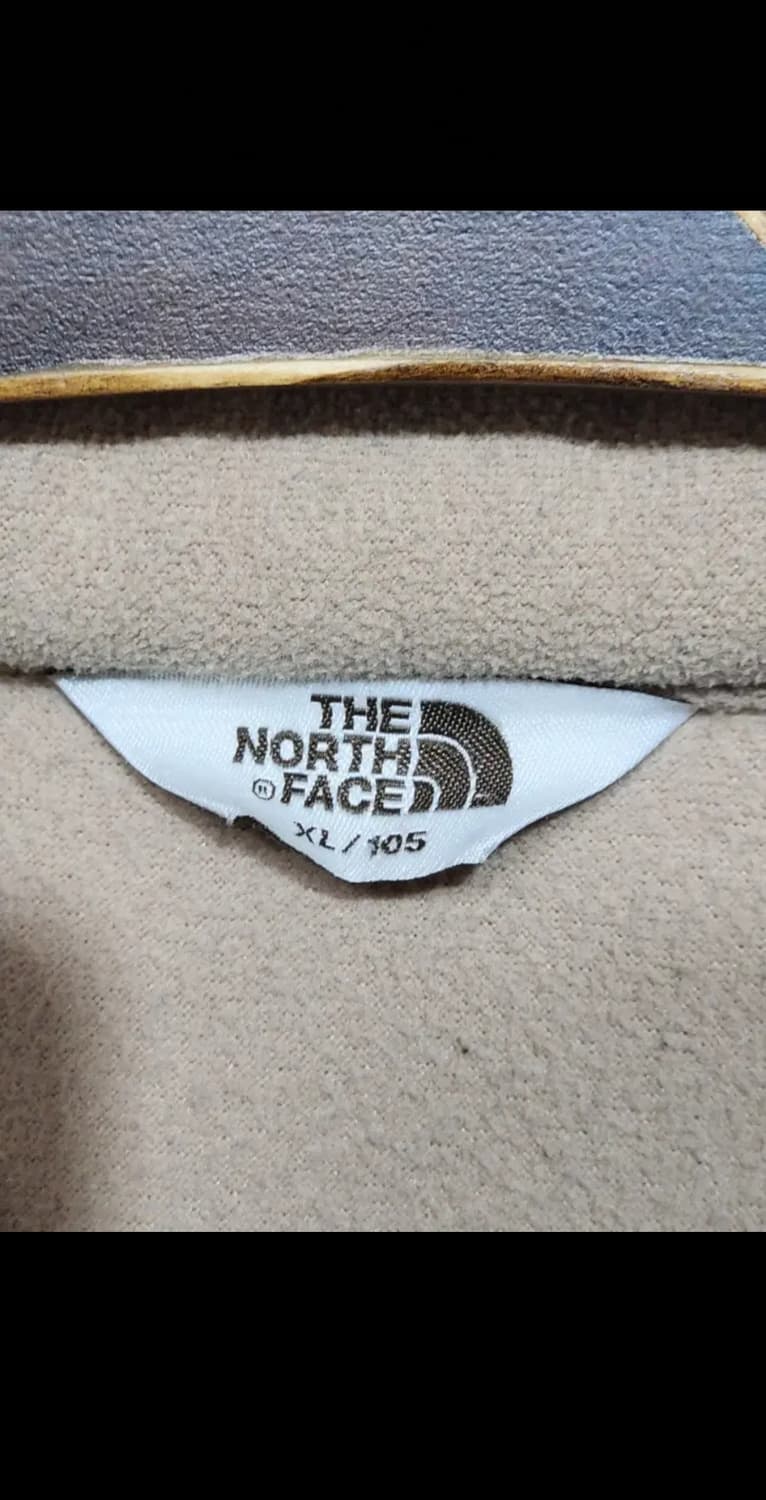 THE
NORTH
® FACE
XL/105